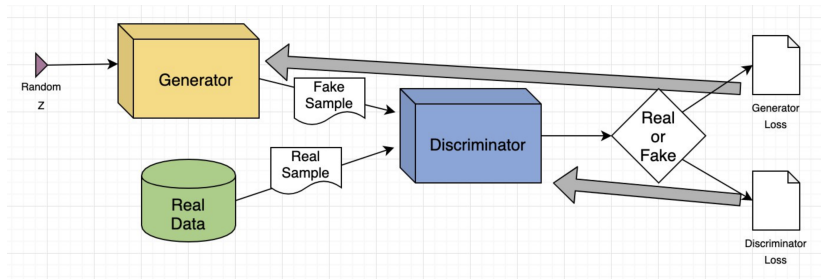 Random
Z
Generator
Fake
Sample
Real
Sample
Real
Data
Discriminator
Real
or
Fake
Generator
Loss
Discriminator
Loss